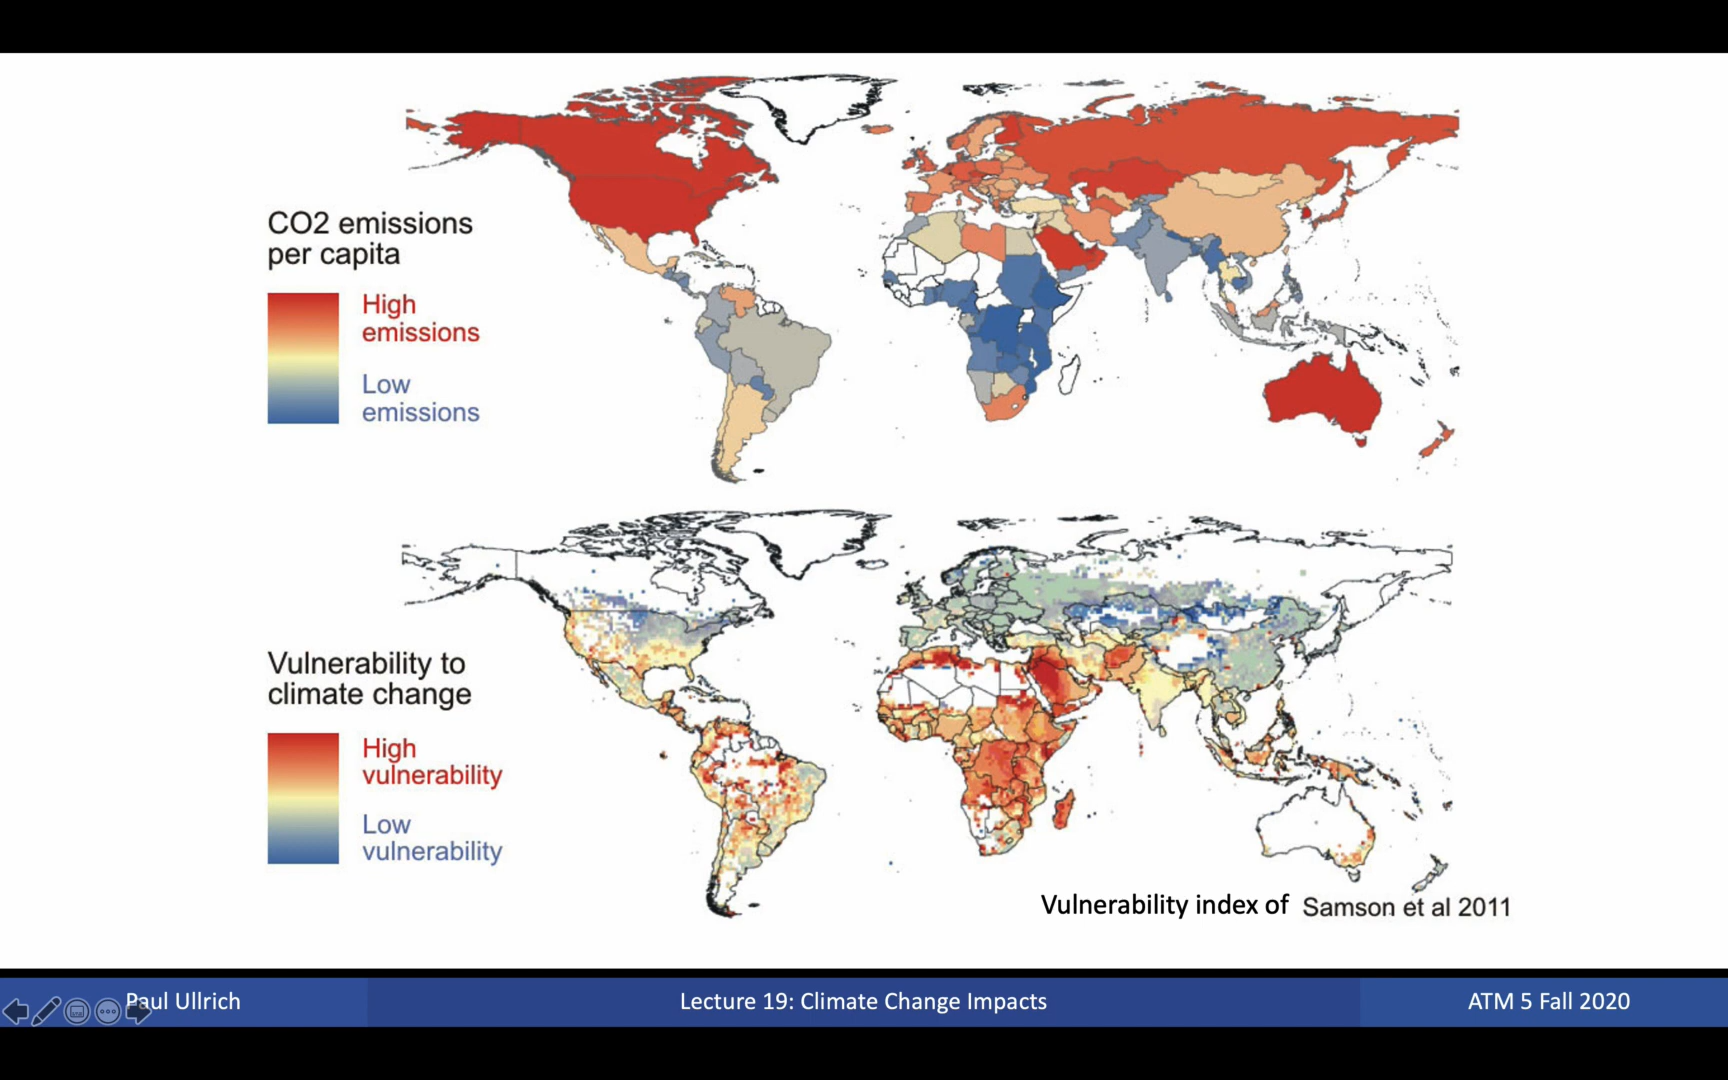 CO2 emissions
per capita
High
emissions
Low
emissions
Vulnerability to
climate change
High
vulnerability
Low
vulnerability
Vulnerability index of Samson et al 2011
Paul Ullrich
Lecture 19: Climate Change Impacts
ATM 5 Fall 2020